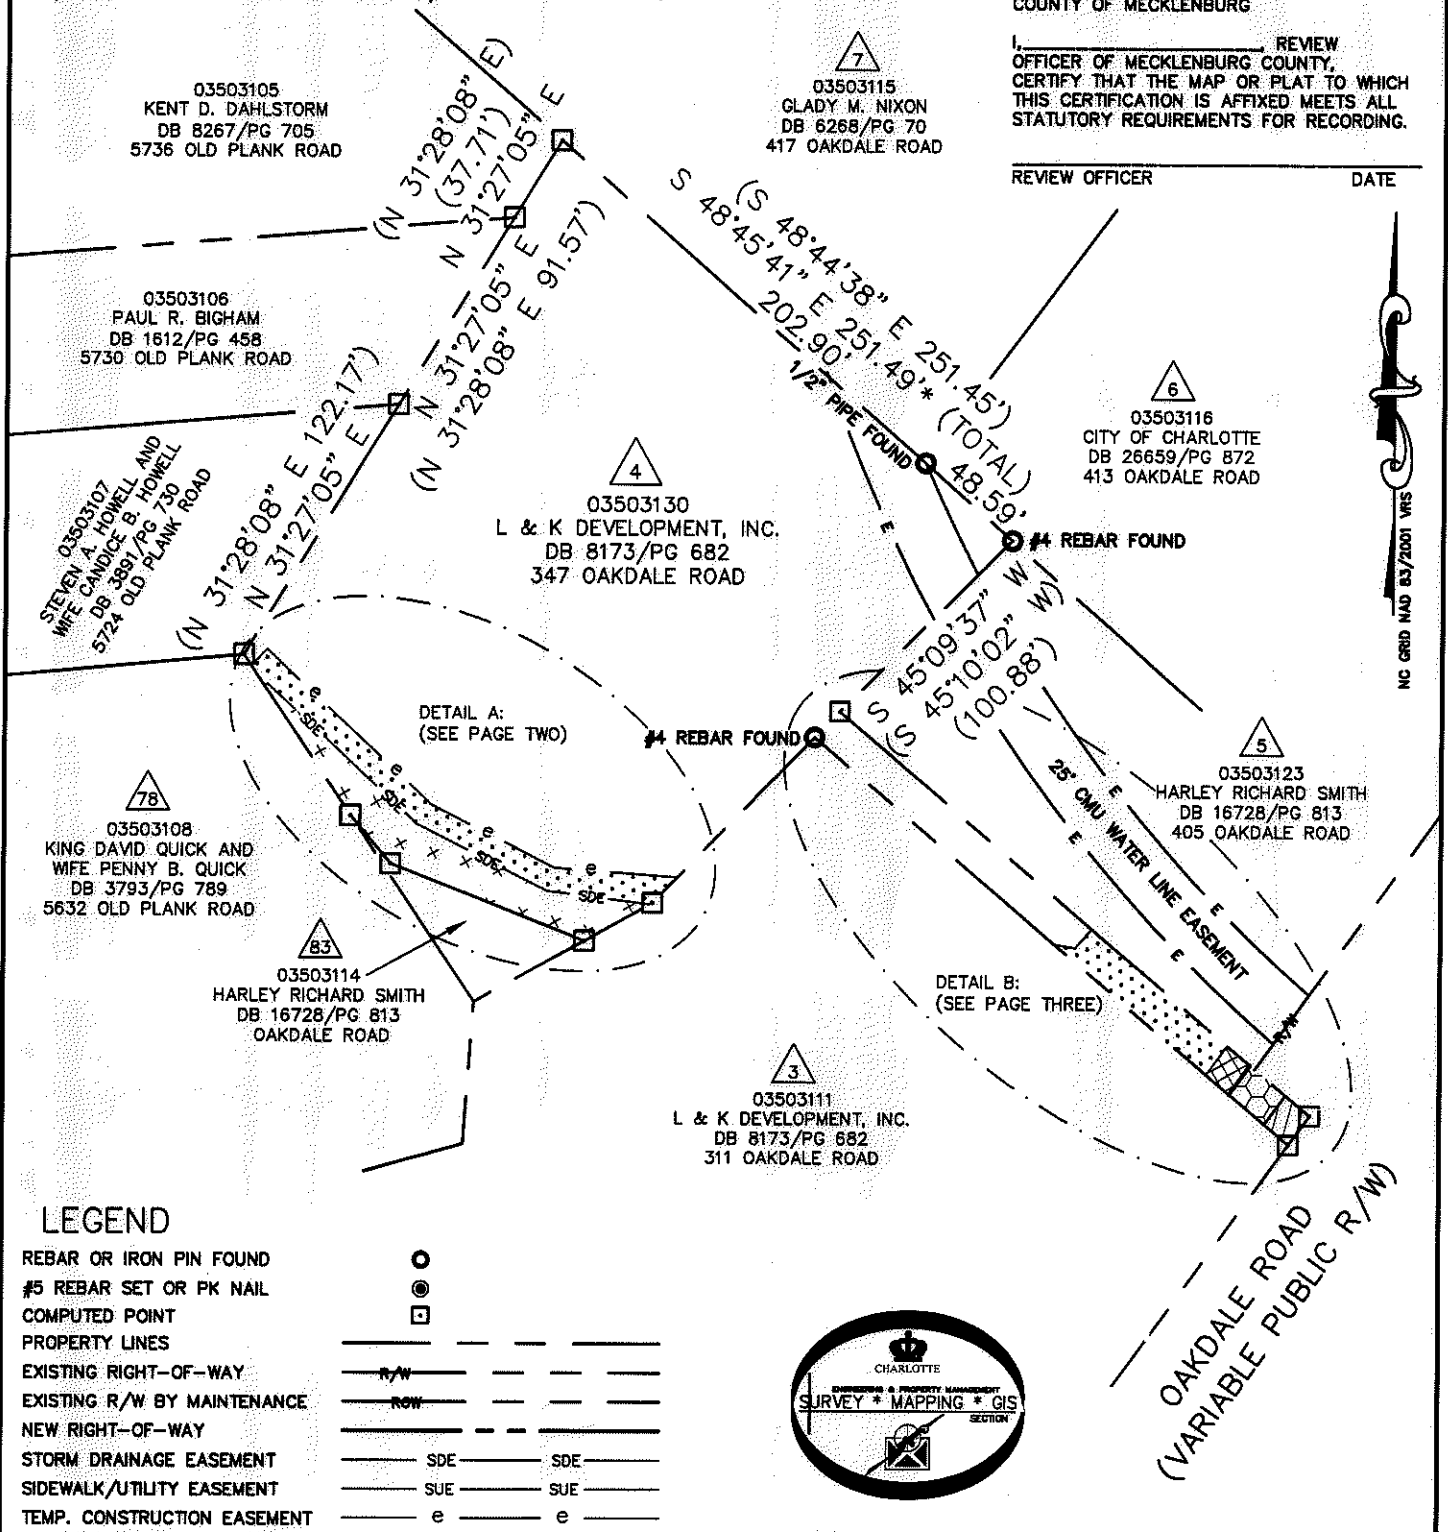 COUNTY OF MECKLENBURG
I, REVIEW
OFFICER OF MECKLENBURG COUNTY,
CERTIFY THAT THE MAP OR PLAT TO WHICH
THIS CERTIFICATION IS AFFIXED MEETS ALL
STATUTORY REQUIREMENTS FOR RECORDING.
REVIEW OFFICER DATE
03503105
KENT D. DAHLSTORM
DB 8267/PG 705
5736 OLD PLANK ROAD
(N 31°28'08" E)
(37.71')
N 31°27'05" E
7
03503115
GLADY M. NIXON
DB 6268/PG 70
417 OAKDALE ROAD
(S 48°44'38" E 251.45')
S 48°45'41" E 251.49'* (TOTAL)
202.90'
48.59'
1/2" PIPE FOUND
03503106
PAUL R. BIGHAM
DB 1612/PG 458
5730 OLD PLANK ROAD
N 31°27'05" E
(N 31°28'08" E 91.57')
6
03503116
CITY OF CHARLOTTE
DB 26659/PG 872
413 OAKDALE ROAD
NC GRID NAD 83/2001 VRS
03503107
STEVEN A. HOWELL AND
WIFE CANDICE B. HOWELL
DB 3891/PG 730
5724 OLD PLANK ROAD
(N 31°28'08" E 122.17')
N 31°27'05" E
4
03503130
L & K DEVELOPMENT, INC.
DB 8173/PG 682
347 OAKDALE ROAD
E
#4 REBAR FOUND
S 45°09'37" W
(S 45°10'02" W)
(100.88')
DETAIL A:
(SEE PAGE TWO)
#4 REBAR FOUND
e
SDE
e
SDE
e
SDE
e
SDE
5
03503123
HARLEY RICHARD SMITH
DB 16728/PG 813
405 OAKDALE ROAD
25' CMU WATER LINE EASEMENT
E
E
E
E
78
03503108
KING DAVID QUICK AND
WIFE PENNY B. QUICK
DB 3793/PG 789
5632 OLD PLANK ROAD
83
03503114
HARLEY RICHARD SMITH
DB 16728/PG 813
OAKDALE ROAD
DETAIL B:
(SEE PAGE THREE)
R/W
3
03503111
L & K DEVELOPMENT, INC.
DB 8173/PG 682
311 OAKDALE ROAD
OAKDALE ROAD
(VARIABLE PUBLIC R/W)
LEGEND
REBAR OR IRON PIN FOUND
#5 REBAR SET OR PK NAIL
COMPUTED POINT
PROPERTY LINES
EXISTING RIGHT-OF-WAY R/W
EXISTING R/W BY MAINTENANCE ROW
NEW RIGHT-OF-WAY
STORM DRAINAGE EASEMENT SDE SDE
SIDEWALK/UTILITY EASEMENT SUE SUE
TEMP. CONSTRUCTION EASEMENT e e
CHARLOTTE
ENGINEERING & PROPERTY MANAGEMENT
SURVEY * MAPPING * GIS
SECTION